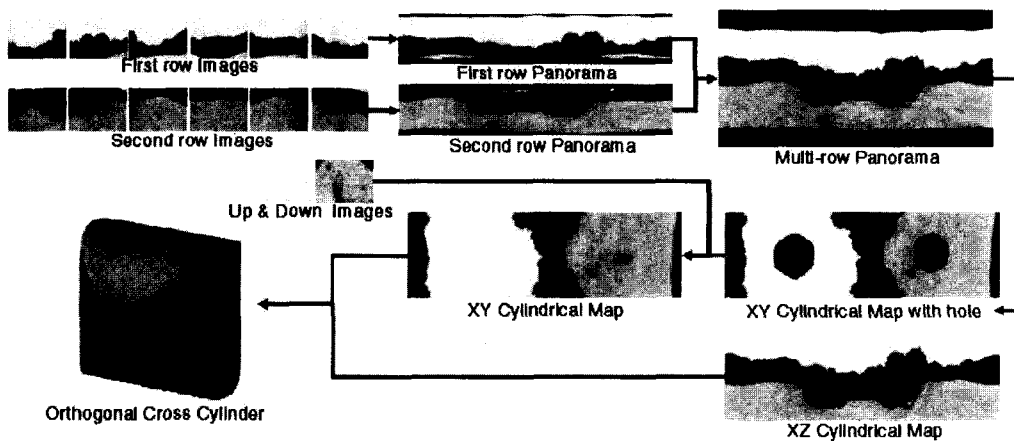 First row Images
First row Panorama
Second row Images
Second row Panorama
Multi-row Panorama
Up & Down Images
XY Cylindrical Map
XY Cylindrical Map with hole
Orthogonal Cross Cylinder
XZ Cylindrical Map